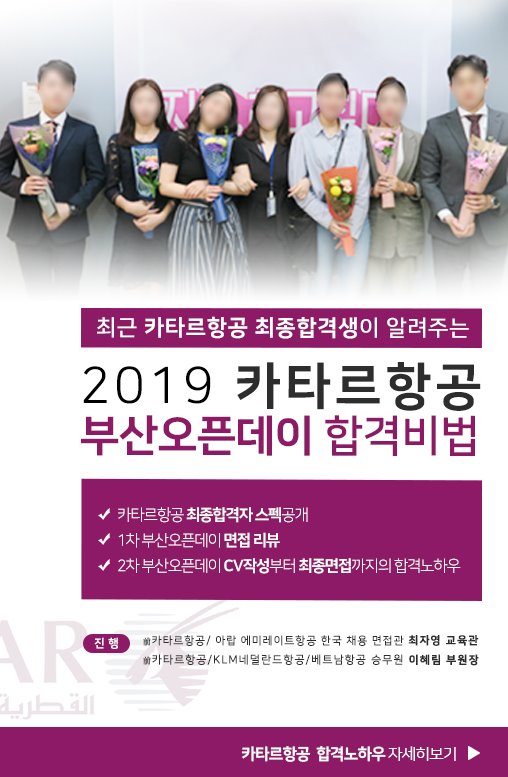 최근 카타르항공 최종합격생이 알려주는
2019 카타르항공
부산오픈데이 합격비법
카타르항공 최종합격자 스펙공개
1차 부산오픈데이 면접 리뷰
2차 부산오픈데이 CV작성부터 최종면접까지의 합격노하우
진행
前카타르항공/ 아랍 에미레이트항공 한국 채용 면접관 최자영 교육관
前카타르항공/KLM네덜란드항공/베트남항공 승무원 이혜림 부원장
AR
القطرية
카타르항공 합격노하우 자세히보기